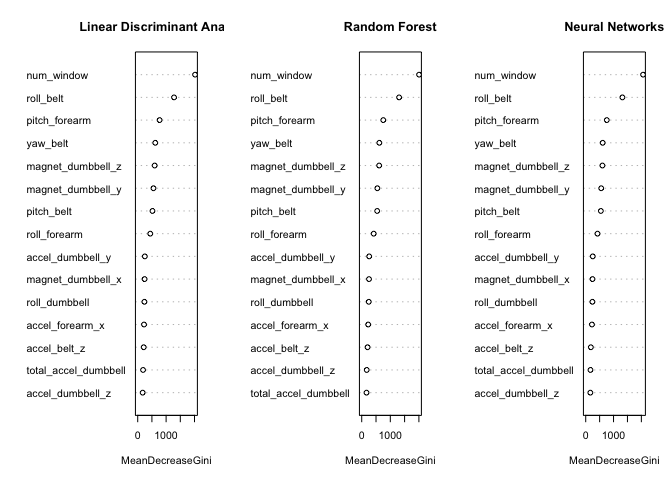 Linear Discriminant Ana
num_window
roll_belt
pitch_forearm
yaw_belt
magnet_dumbbell_z
magnet_dumbbell_y
pitch_belt
roll_forearm
accel_dumbbell_y
magnet_dumbbell_x
roll_dumbbell
accel_forearm_x
accel_belt_z
total_accel_dumbbell
accel_dumbbell_z
0 1000
MeanDecreaseGini
Random Forest
num_window
roll_belt
pitch_forearm
yaw_belt
magnet_dumbbell_z
magnet_dumbbell_y
pitch_belt
roll_forearm
accel_dumbbell_y
magnet_dumbbell_x
roll_dumbbell
accel_forearm_x
accel_belt_z
accel_dumbbell_z
total_accel_dumbbell
0 1000
MeanDecreaseGini
Neural Networks
num_window
roll_belt
pitch_forearm
yaw_belt
magnet_dumbbell_z
magnet_dumbbell_y
pitch_belt
roll_forearm
accel_dumbbell_y
magnet_dumbbell_x
roll_dumbbell
accel_forearm_x
accel_belt_z
total_accel_dumbbell
accel_dumbbell_z
0 1000
MeanDecreaseGini